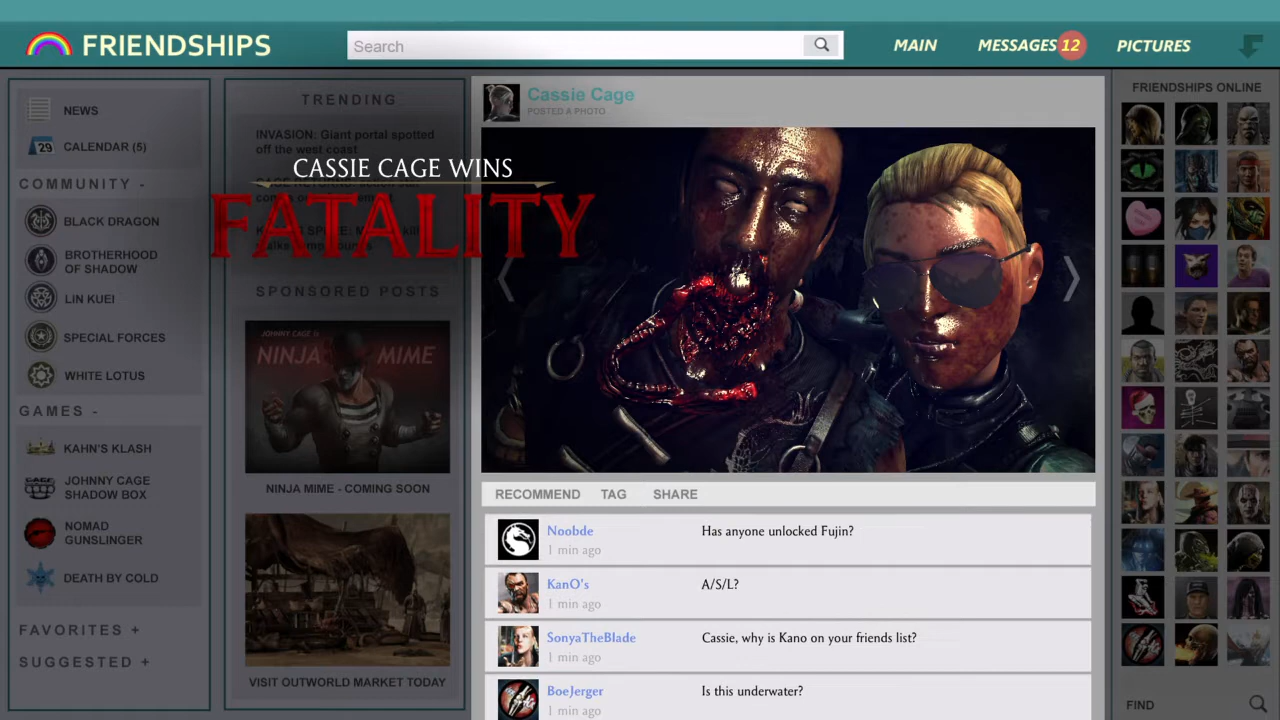 FRIENDSHIPS
Search
MAIN
MESSAGES 12
PICTURES
NEWS
29 CALENDAR (5)
COMMUNITY -
BLACK DRAGON
BROTHERHOOD
OF SHADOW
LIN KUEI
SPECIAL FORCES
WHITE LOTUS
GAMES -
KAHN'S KLASH
JOHNNY CAGE
SHADOW BOX
NOMAD
GUNSLINGER
DEATH BY COLD
FAVORITES +
SUGGESTED +
TRENDING
INVASION: Giant portal spotted
off the west coast
CASSIE CAGE WINS
FATALITY
SPONSORED POSTS
JOHNNY CAGE IS
NINJA MIME
NINJA MIME - COMING SOON
VISIT OUTWORLD MARKET TODAY
Cassie Cage
POSTED A PHOTO
RECOMMEND TAG SHARE
Noobde
1 min ago
Has anyone unlocked Fujin?
KanO's
1 min ago
A/S/L?
SonyaTheBlade
1 min ago
Cassie, why is Kano on your friends list?
BoeJerger
1 min ago
Is this underwater?
FRIENDSHIPS ONLINE
FIND